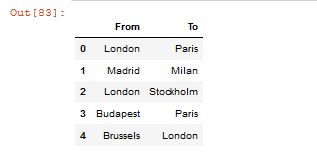 Out[83]:
From To
0 London Paris
1 Madrid Milan
2 London Stockholm
3 Budapest Paris
4 Brussels London